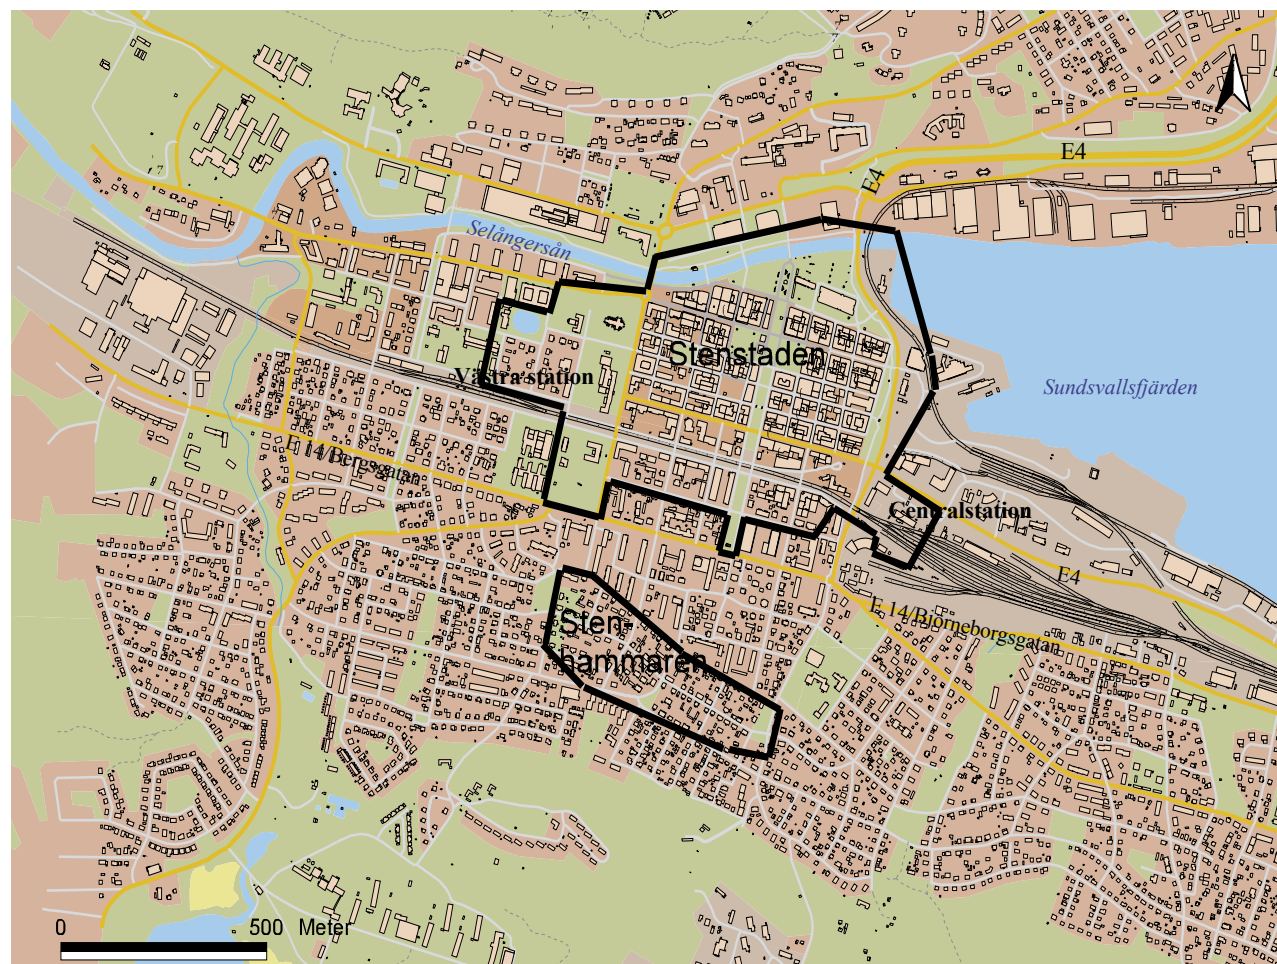 E4
E4
Selångersån
Stenstaden
Västra station
Sundsvallsfjärden
E 14/Bergsgatan
Centralstation
E4
E 14/Björneborgsgatan
Sten-
hammaren
0 500 Meter